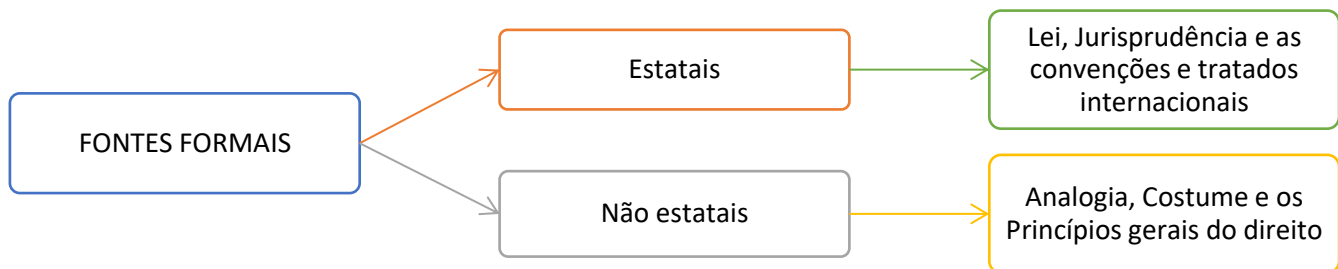 FONTES FORMAIS
Estatais
Lei, Jurisprudência e as
convenções e tratados
internacionais
Não estatais
Analogia, Costume e os
Princípios gerais do direito